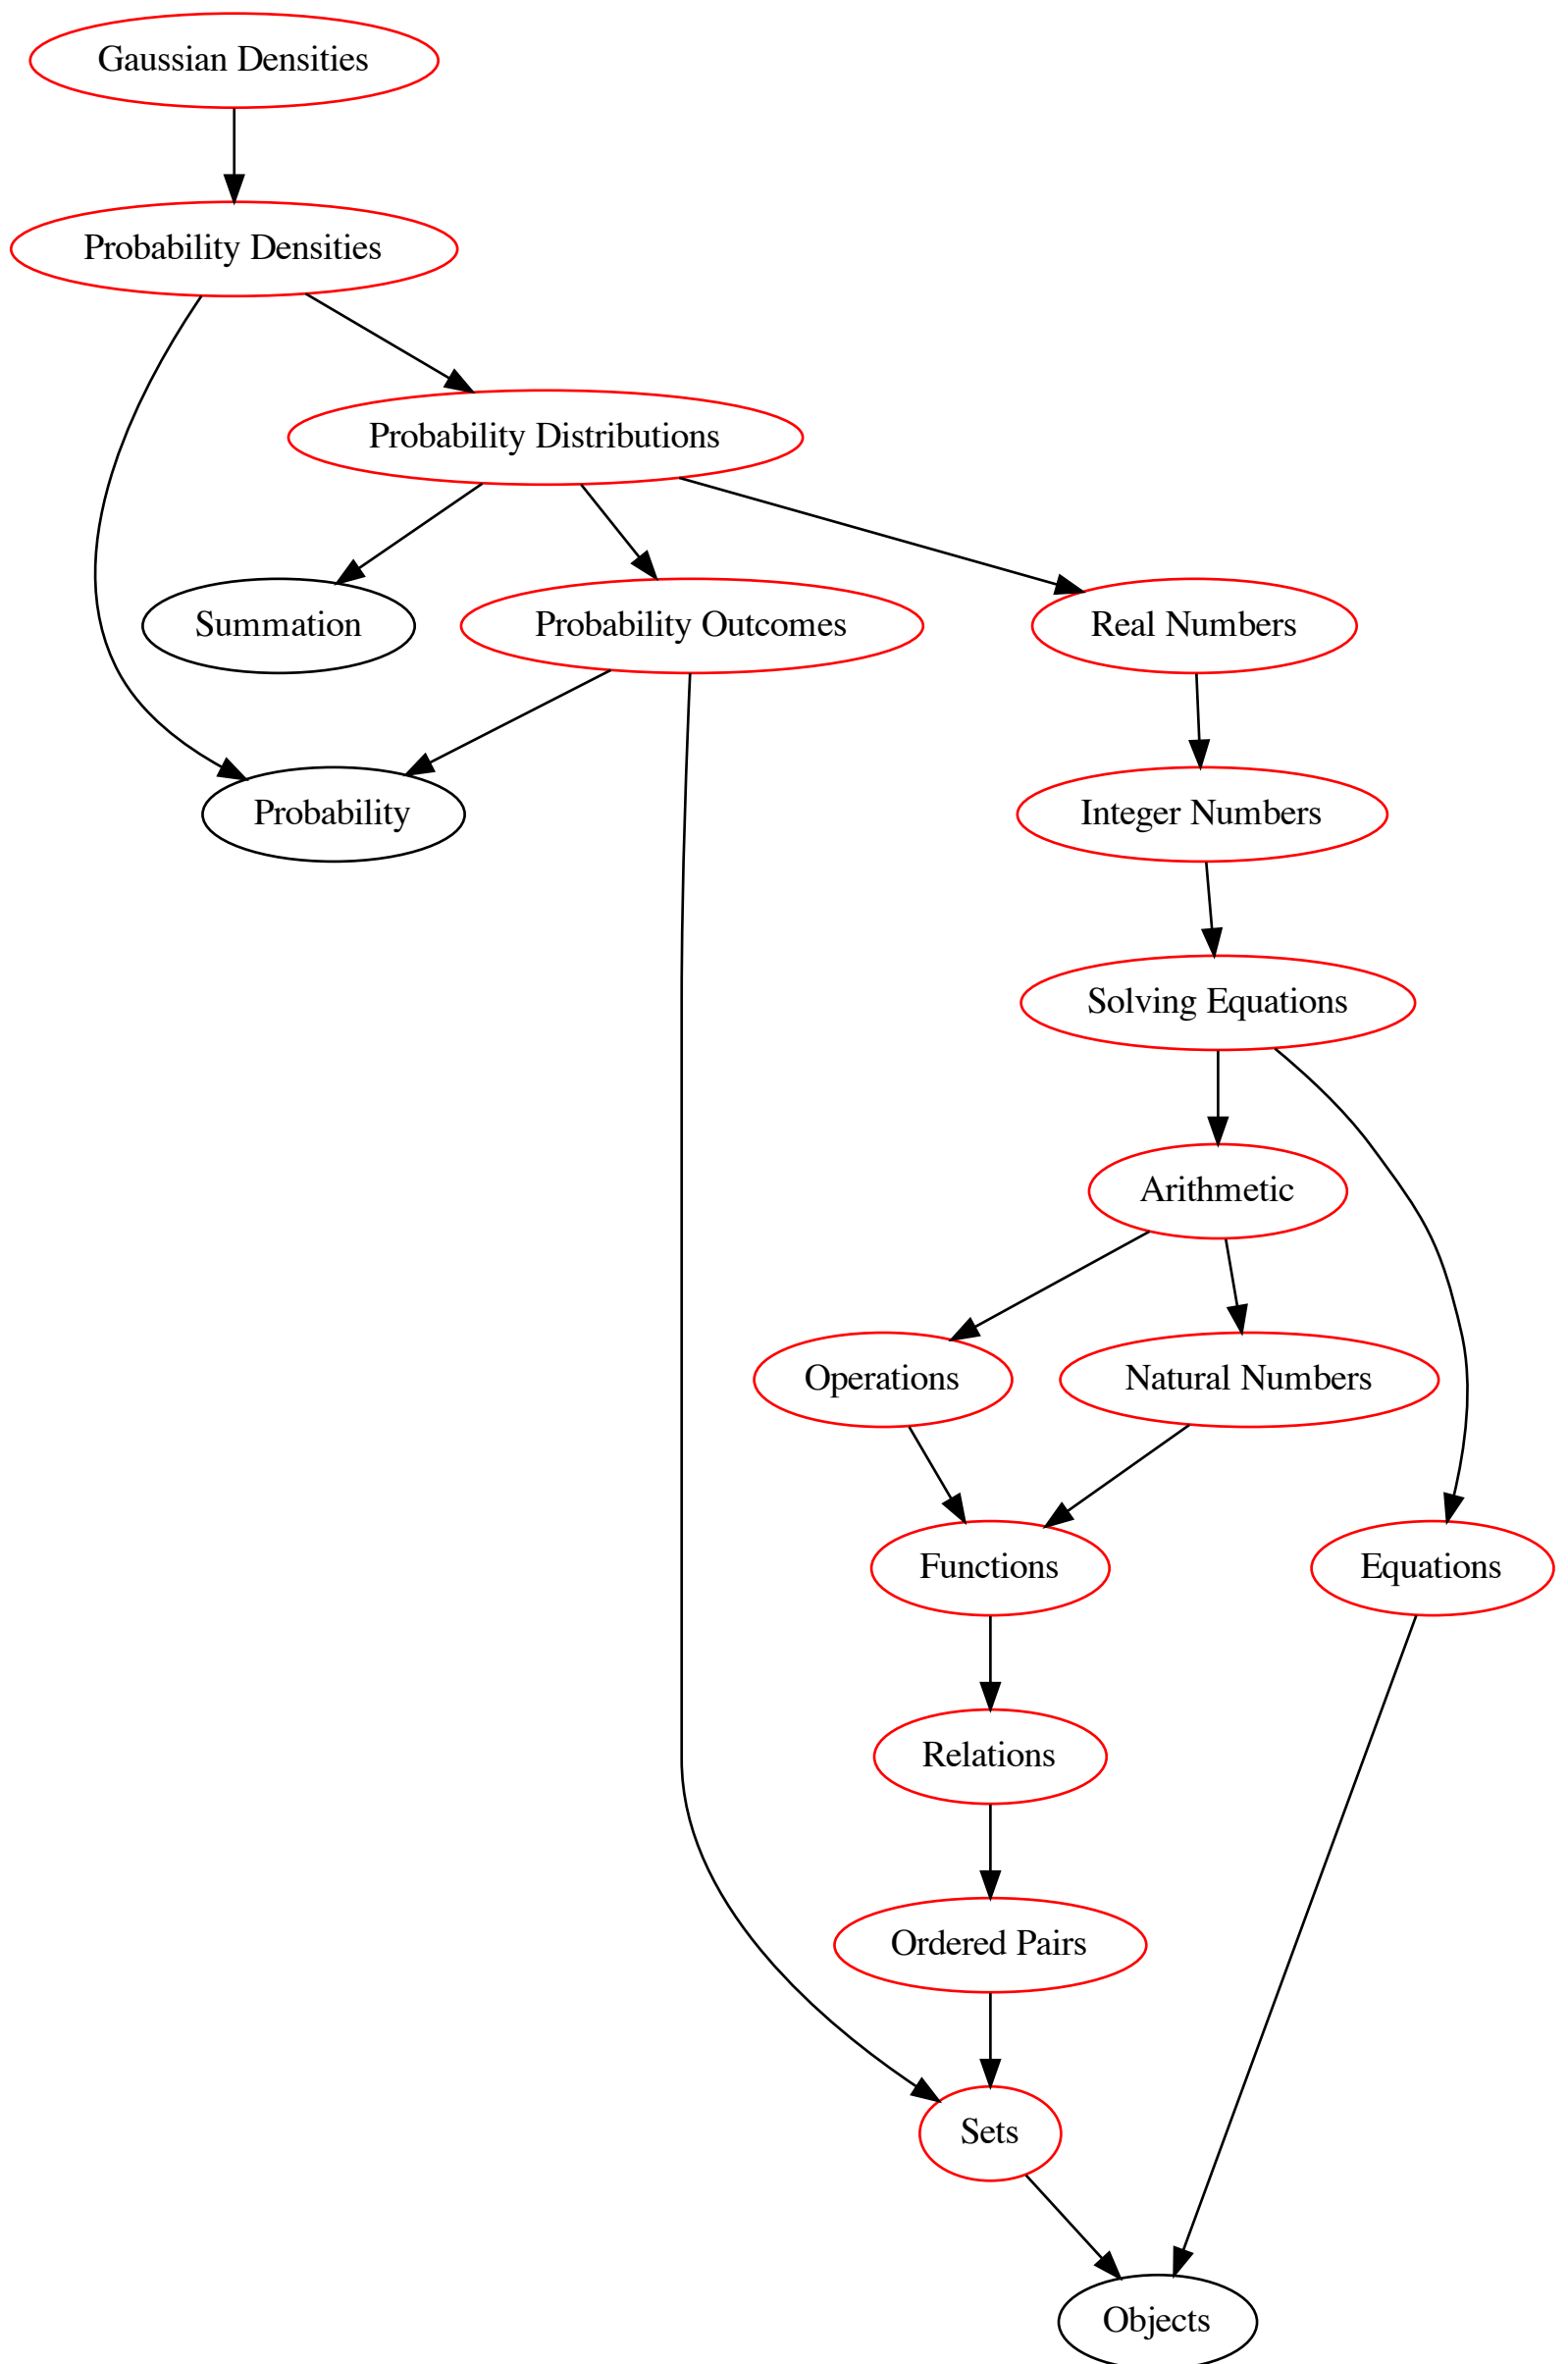 Gaussian Densities
Probability Densities
Probability Distributions
Summation
Probability Outcomes
Real Numbers
Probability
Integer Numbers
Solving Equations
Arithmetic
Operations
Natural Numbers
Functions
Equations
Relations
Ordered Pairs
Sets
Objects